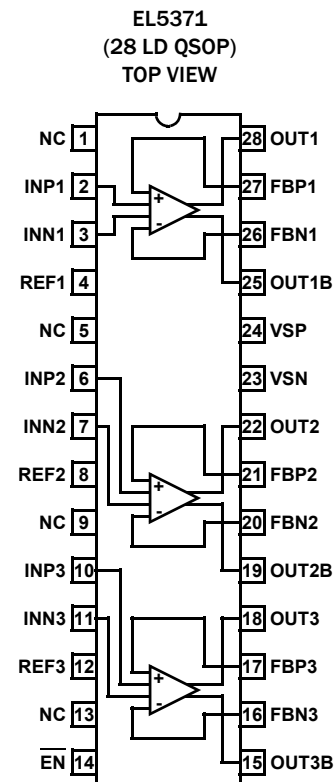 EL5371
(28 LD QSOP)
TOP VIEW
NC 1
28 OUT1
INP1 2
27 FBP1
INN1 3
26 FBN1
REF1 4
25 OUT1B
NC 5
24 VSP
INP2 6
23 VSN
INN2 7
22 OUT2
REF2 8
21 FBP2
NC 9
20 FBN2
INP3 10
19 OUT2B
INN3 11
18 OUT3
REF3 12
17 FBP3
NC 13
16 FBN3
E̅N̅ 14
15 OUT3B
+
-
+
-
+
-